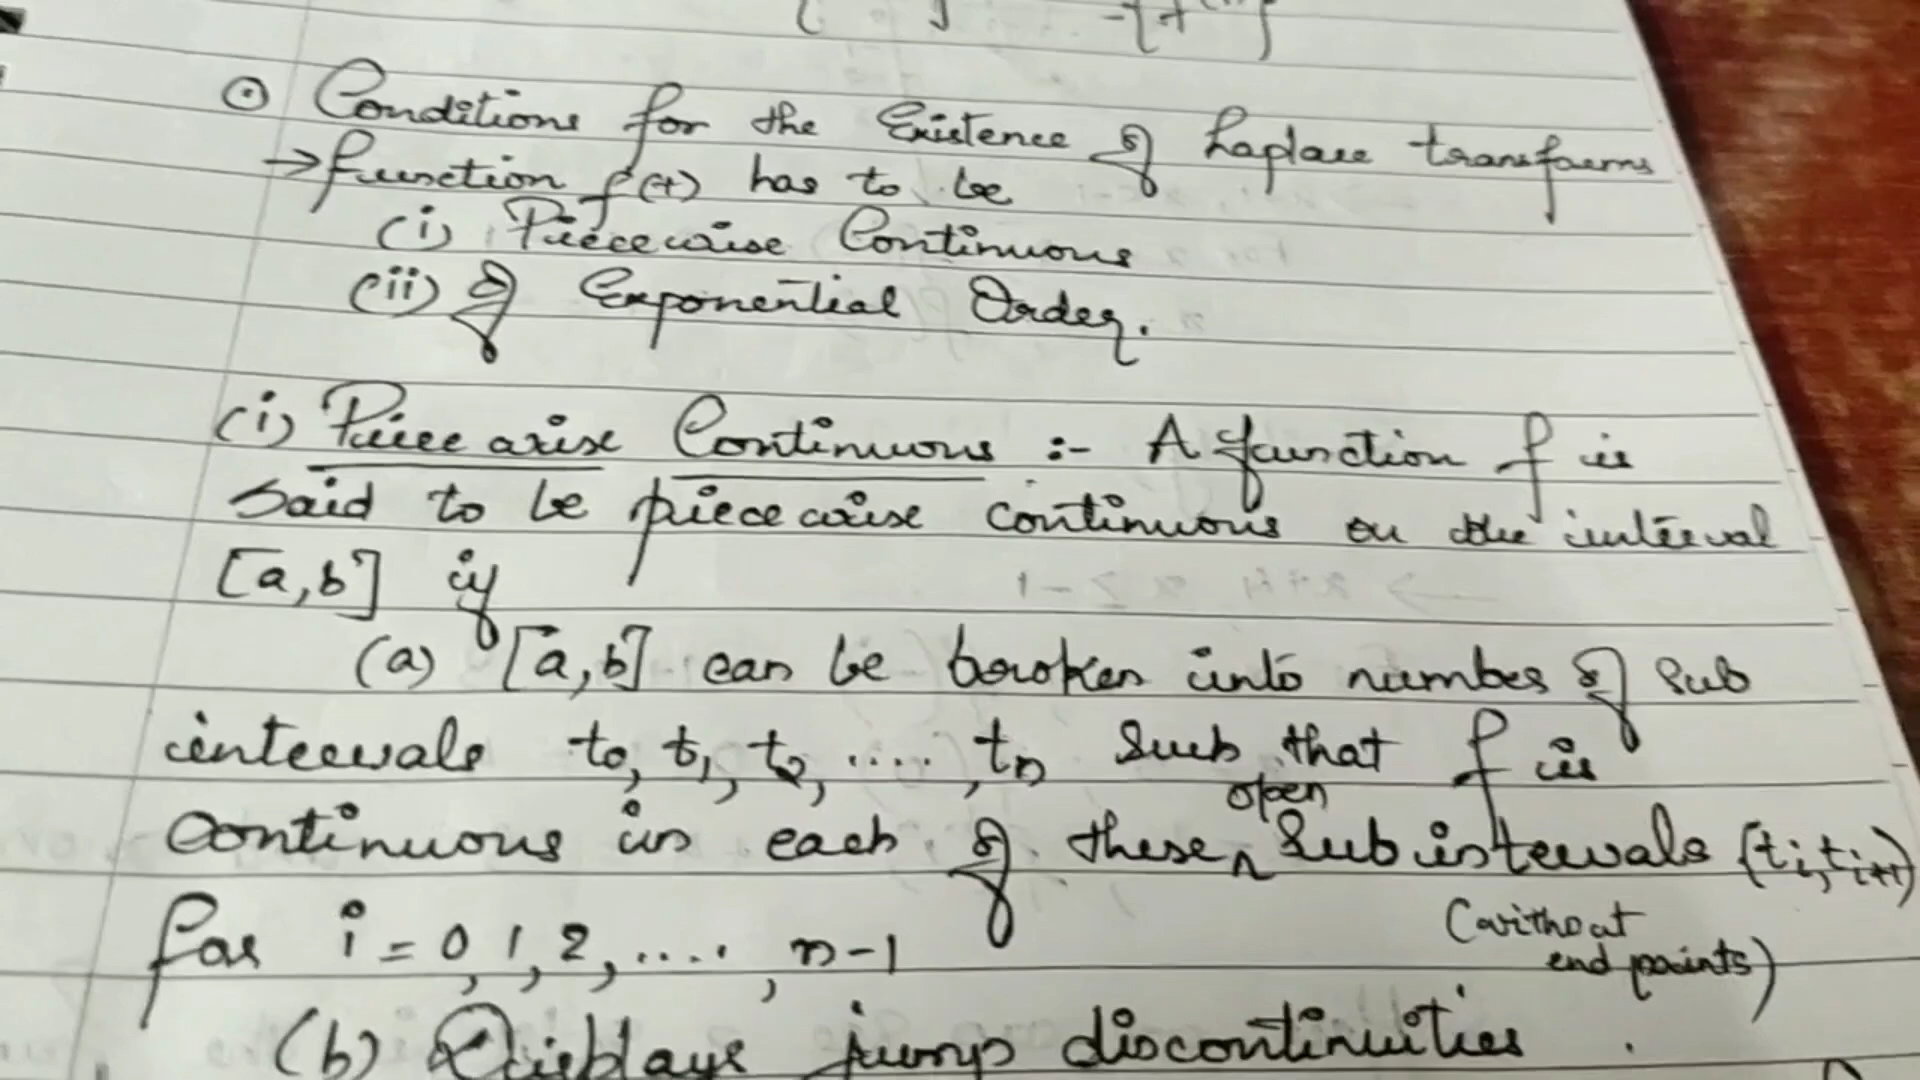 ⊙ Conditions for the Existence of Laplace transforms
→ function f(t) has to be
(i) Piecewise Continuous
(ii) of Exponential Order.
(i) Piecewise Continuous :- A function f is
said to be piecewise continuous on the interval
[a,b] if
(a) [a,b] can be broken into number of sub
intervals t₀, t₁, t₂, ...., tₙ such that f is
open
continuous in each of these ∧ Sub intervals (tᵢ, tᵢ₊₁)
for i = 0, 1, 2, ...., n-1
(without
end points)
(b) Displays jump discontinuities.